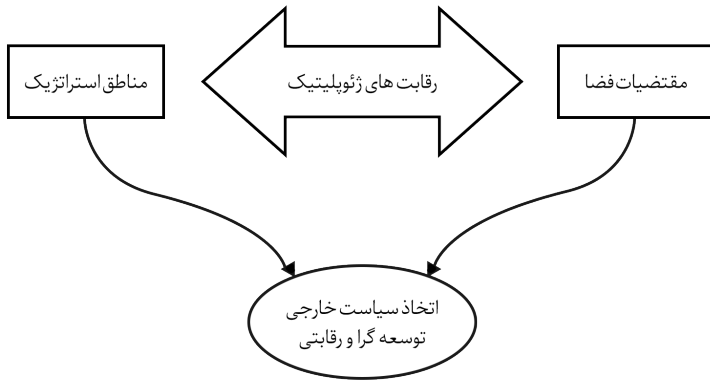 مقتضیات فضا
رقابت های ژئوپلیتیک
مناطق استراتژیک
اتخاذ سیاست خارجی
توسعه گرا و رقابتی